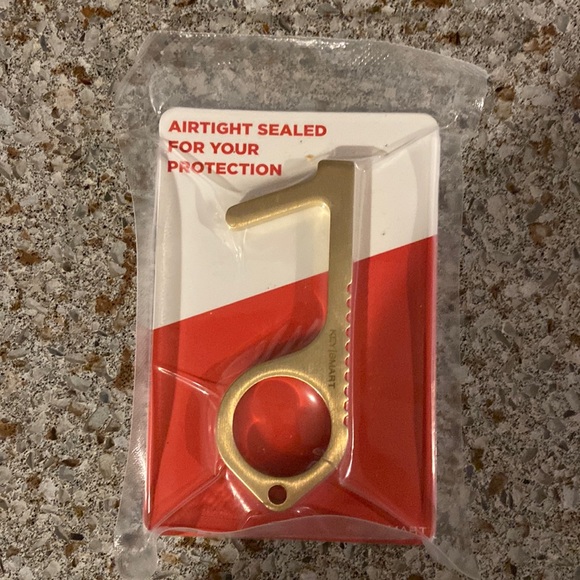 AIRTIGHT SEALED
FOR YOUR
PROTECTION
KEYSMART